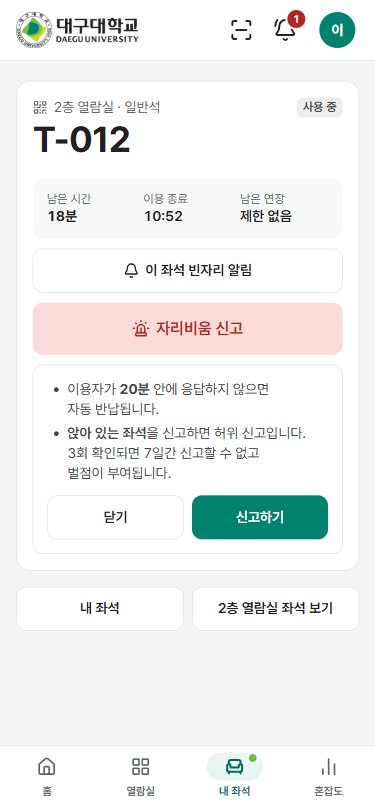 대구대학교
DAEGU UNIVERSITY
1
이
2층 열람실 · 일반석
사용 중
T-012
남은 시간
이용 종료
남은 연장
18분
10:52
제한 없음
이 좌석 빈자리 알림
자리비움 신고
• 이용자가 20분 안에 응답하지 않으면
자동 반납됩니다.
• 앉아 있는 좌석을 신고하면 허위 신고입니다.
3회 확인되면 7일간 신고할 수 없고
벌점이 부여됩니다.
닫기
신고하기
내 좌석
2층 열람실 좌석 보기
홈
열람실
내 좌석
혼잡도